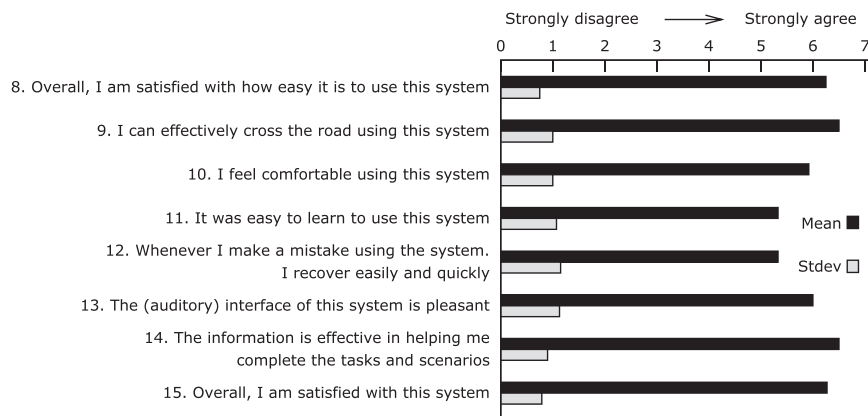 Strongly disagree → Strongly agree
0 1 2 3 4 5 6 7
8. Overall, I am satisfied with how easy it is to use this system
9. I can effectively cross the road using this system
10. I feel comfortable using this system
11. It was easy to learn to use this system
Mean
12. Whenever I make a mistake using the system.
I recover easily and quickly
Stdev
13. The (auditory) interface of this system is pleasant
14. The information is effective in helping me
complete the tasks and scenarios
15. Overall, I am satisfied with this system